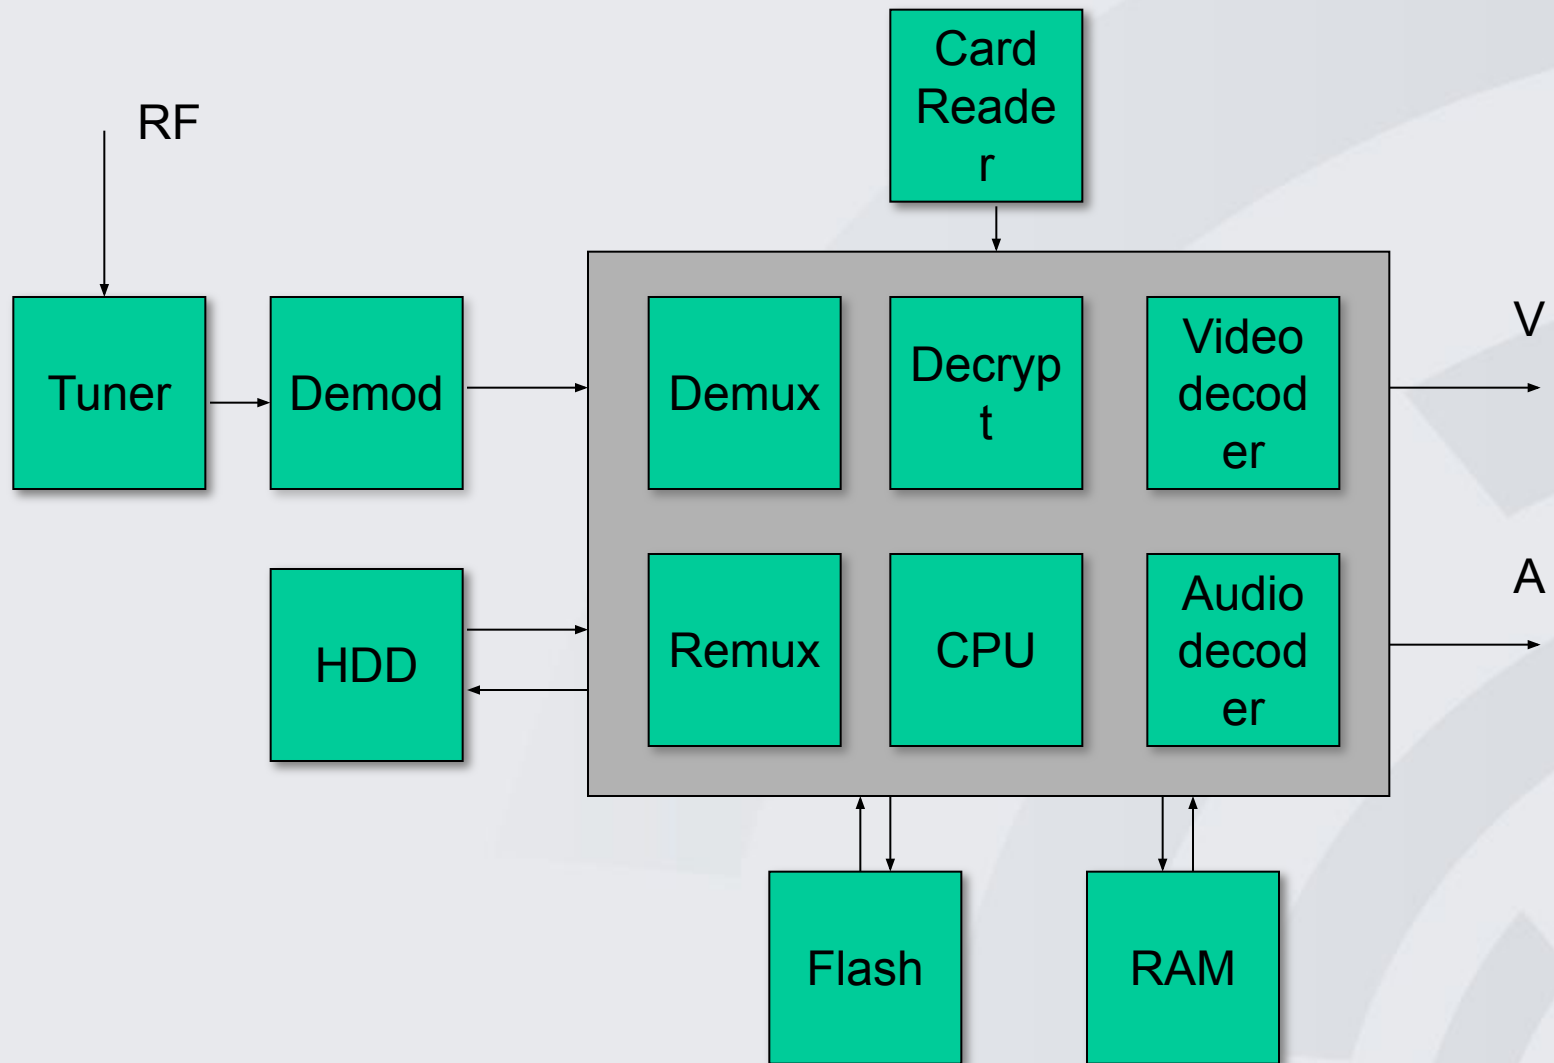 Card
Reade
r
RF
V
Tuner
Demod
Demux
Decryp
t
Video
decod
er
A
HDD
Remux
CPU
Audio
decod
er
Flash
RAM